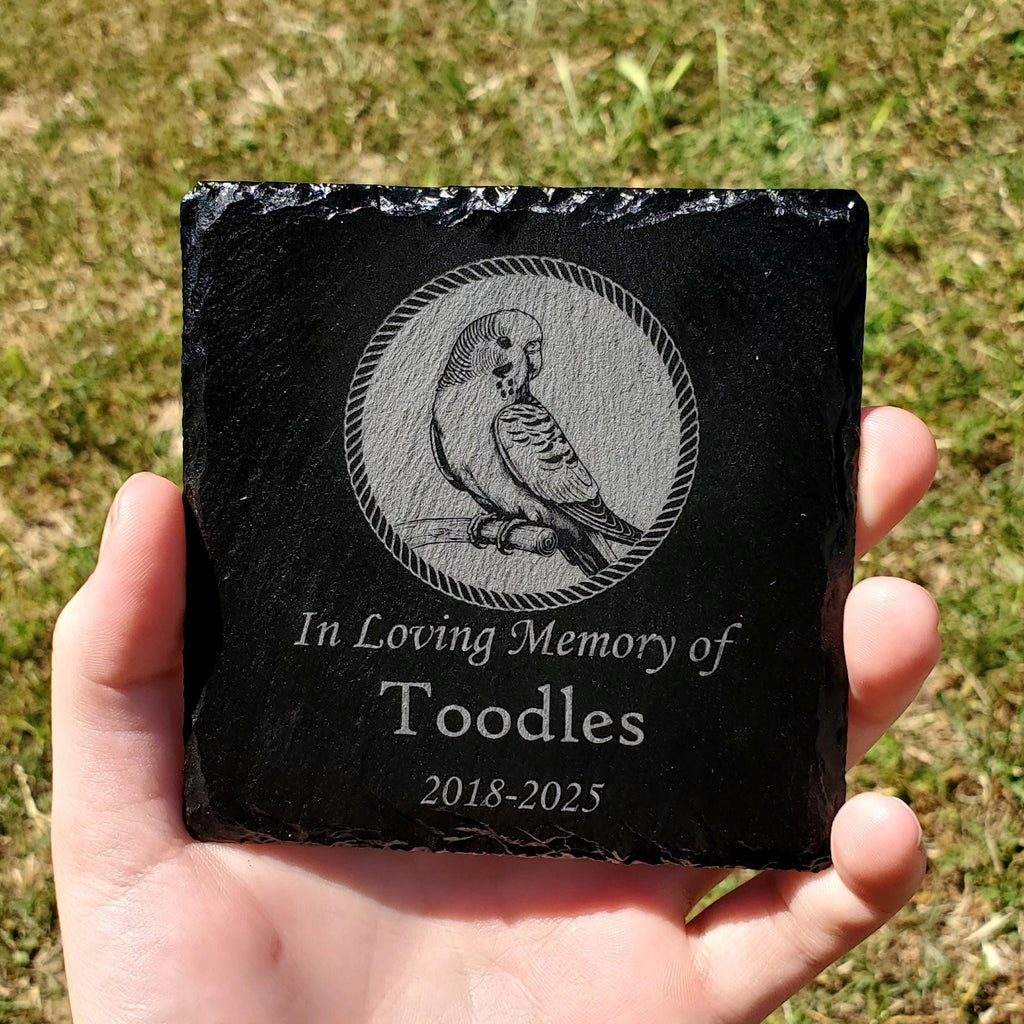 In Loving Memory of
Toodles
2018-2025